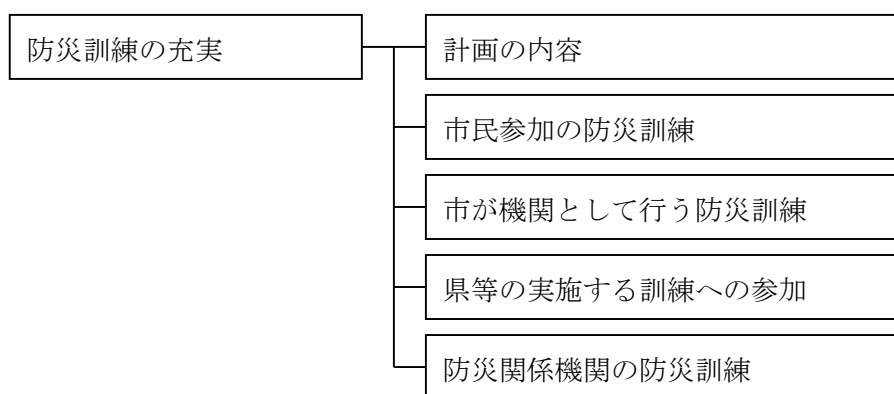 防災訓練の充実
計画の内容
市民参加の防災訓練
市が機関として行う防災訓練
県等の実施する訓練への参加
防災関係機関の防災訓練